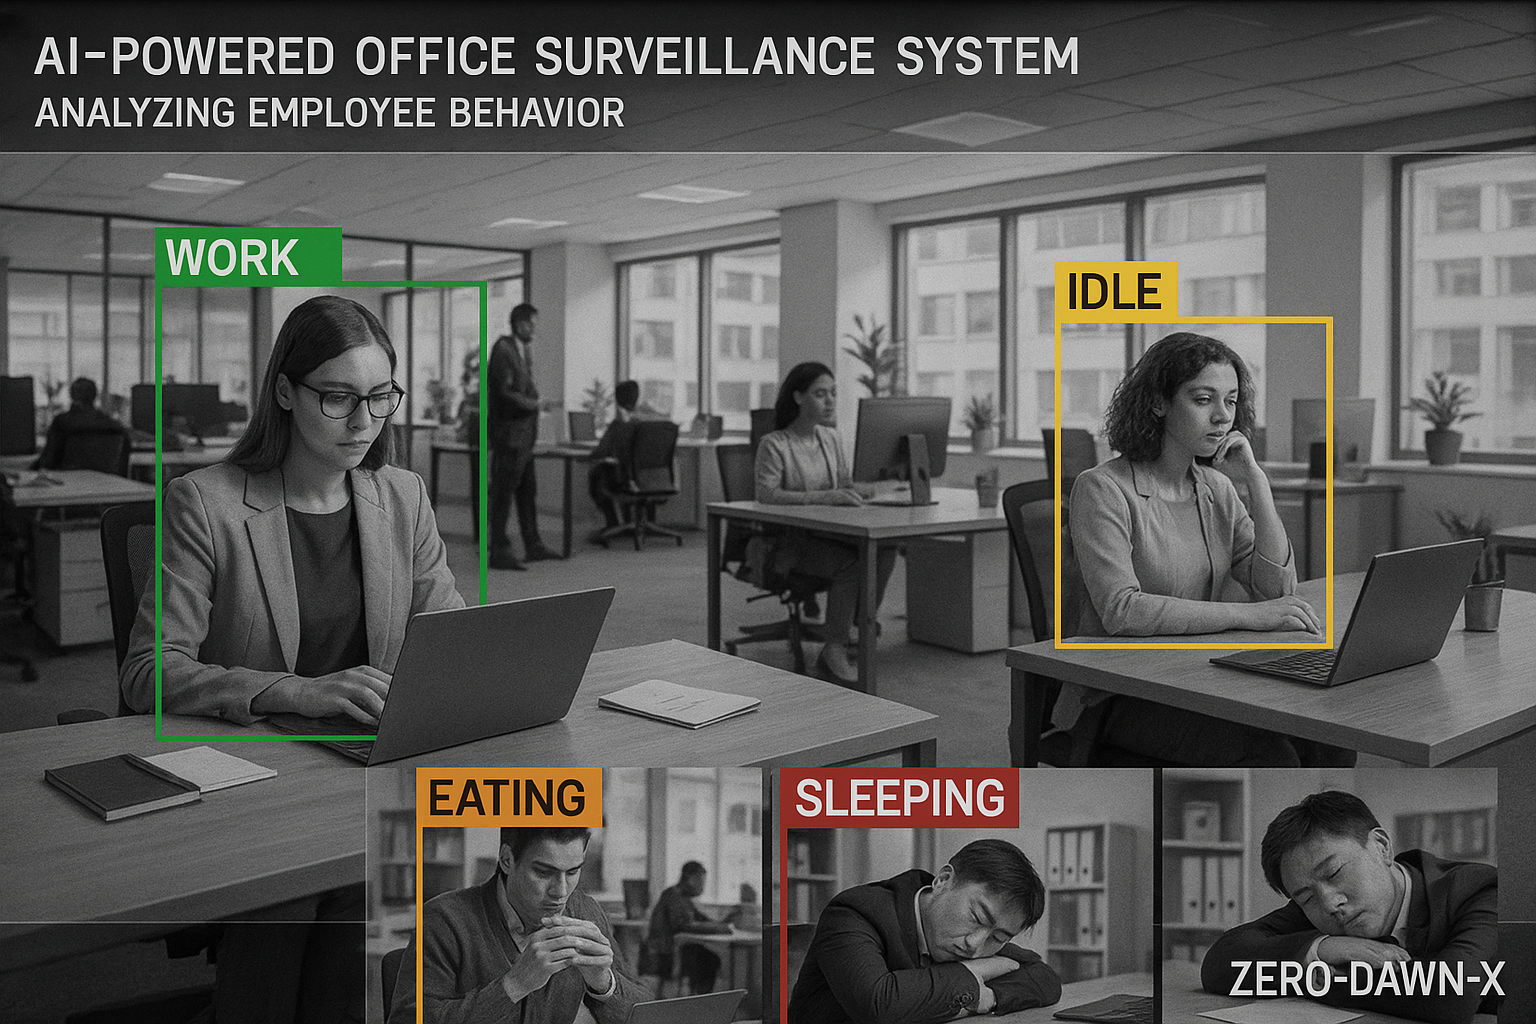 AI-POWERED OFFICE SURVEILLANCE SYSTEM
ANALYZING EMPLOYEE BEHAVIOR
WORK
IDLE
EATING
SLEEPING
ZERO-DAWN-X